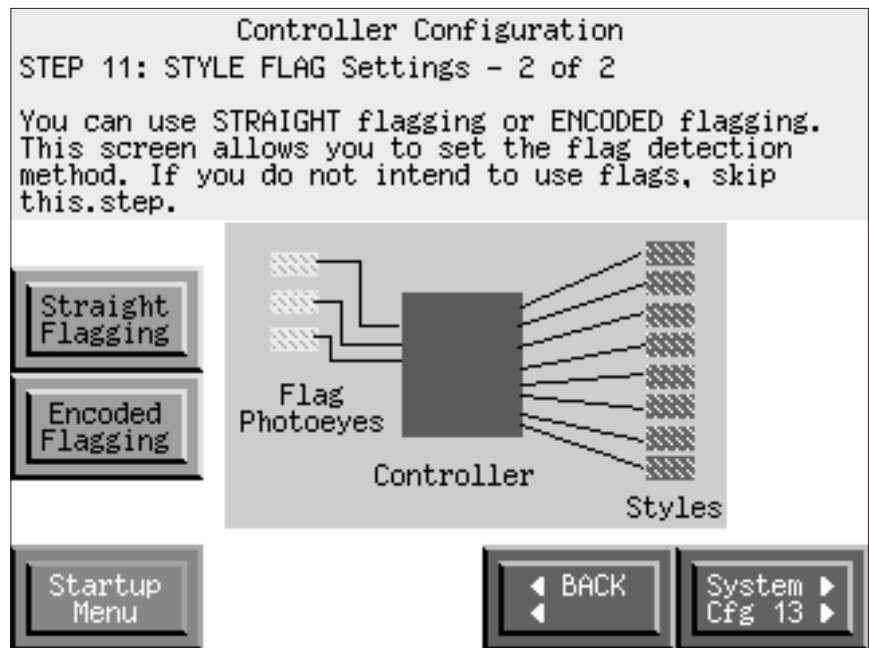 Controller Configuration
STEP 11: STYLE FLAG Settings - 2 of 2
You can use STRAIGHT flagging or ENCODED flagging.
This screen allows you to set the flag detection
method. If you do not intend to use flags, skip
this.step.
Straight
Flagging
Encoded
Flagging
Flag
Photoeyes
Controller
Styles
Startup
Menu
BACK
System
Cfg 13